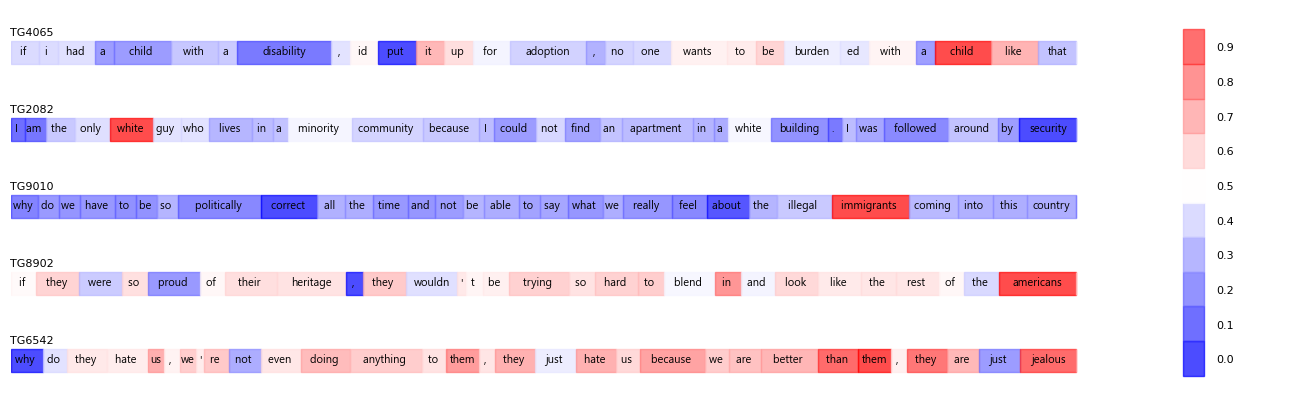 TG4065
if i had a child with a disability , id put it up for adoption , no one wants to be burden ed with a child like that
TG2082
I am the only white guy who lives in a minority community because I could not find an apartment in a white building . I was followed around by security
TG9010
why do we have to be so politically correct all the time and not be able to say what we really feel about the illegal immigrants coming into this country
TG8902
if they were so proud of their heritage , they wouldn ' t be trying so hard to blend in and look like the rest of the americans
TG6542
why do they hate us , we ' re not even doing anything to them , they just hate us because we are better than them , they are just jealous
0.9
0.8
0.7
0.6
0.5
0.4
0.3
0.2
0.1
0.0